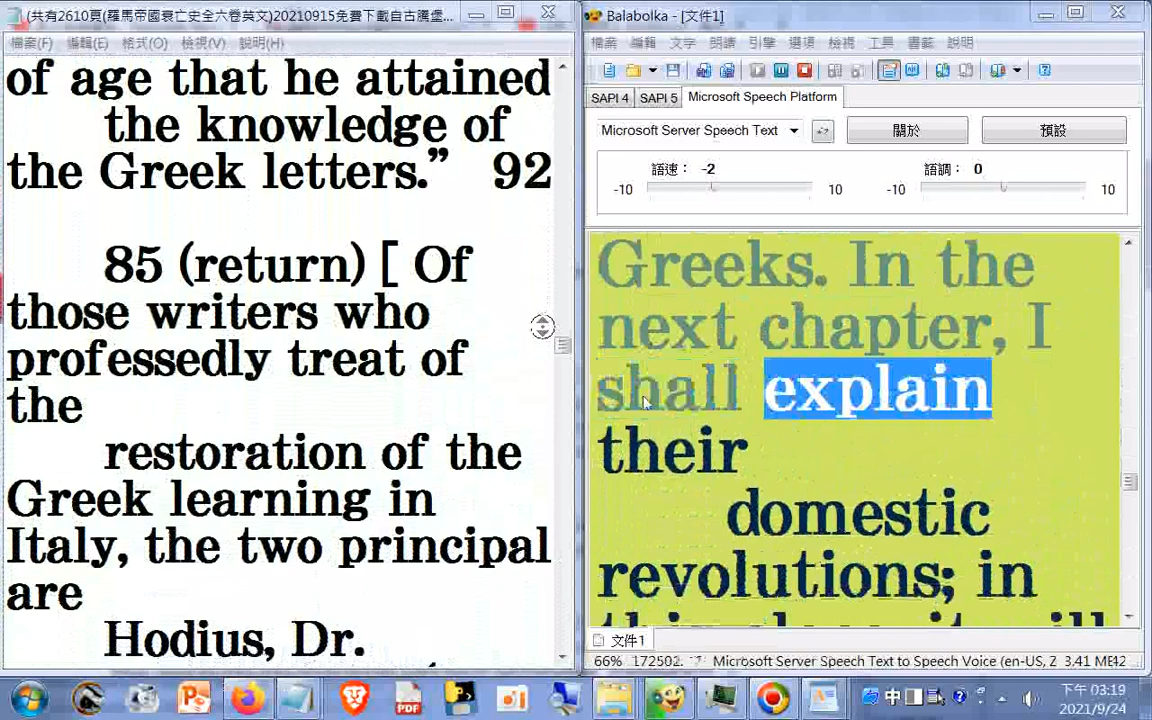 (共有2610頁(羅馬帝國衰亡史全六卷英文)20210915免費下載自古騰堡...
檔案(F) 編輯(E) 格式(O) 檢視(V) 說明(H)
of age that he attained
the knowledge of
the Greek letters.” 92
85 (return) [ Of
those writers who
professedly treat of
the
restoration of the
Greek learning in
Italy, the two principal
are
Hodius, Dr.
Balabolka - [文件1]
檔案 編輯 文字 朗讀 引擎 選項 檢視 工具 書籤 說明
SAPI 4 SAPI 5 Microsoft Speech Platform
Microsoft Server Speech Text 關於 預設
語速： -2 語調： 0
-10 10 -10 10
Greeks. In the
next chapter, I
shall explain
their
domestic
revolutions; in
文件1
66% Microsoft Server Speech Text to Speech Voice (en-US, Z
PDF 中 下午 03:19
2021/9/24